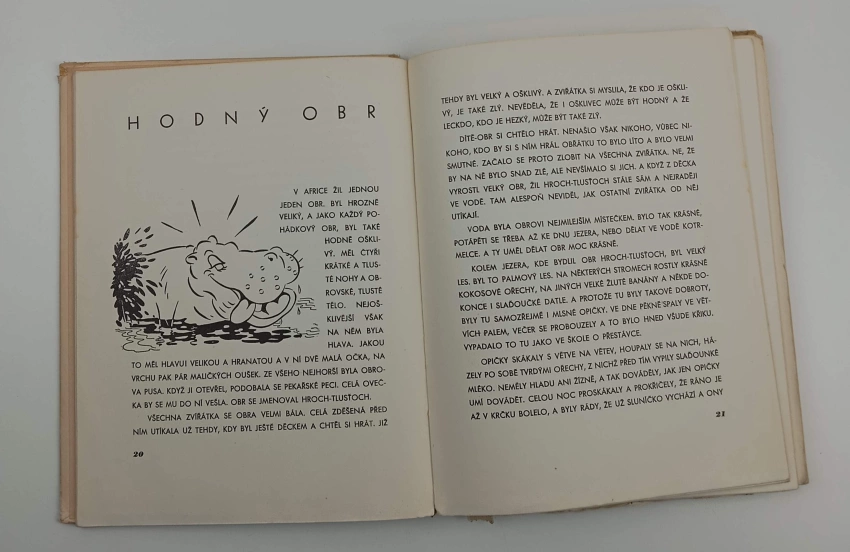 HODNÝ OBR
V AFRICE ŽIL JEDNOU
JEDEN OBR. BYL HROZNĚ
VELIKÝ, A JAKO KAŽDÝ PO-
HÁDKOVÝ OBR, BYL TAKÉ
HODNĚ OŠKLI-
VÝ. MĚL ČTYŘI
KRÁTKÉ A TLUS-
TÉ NOHY A OB-
ROVSKÉ, TLUSTÉ
TĚLO. NEJOŠ-
KLIVĚJŠÍ VŠAK
NA NĚM BYLA
HLAVA. JAKOU
TO MĚL HLAVU! VELIKOU A HRANATOU A V NÍ DVĚ MALÁ OČKA, NA
VRCHU PAK PÁR MALIČKÝCH OUŠEK. ZE VŠEHO NEJHORŠÍ BYLA OBRO-
VA PUSA. KDYŽ JI OTEVŘEL, PODOBALA SE PEKAŘSKÉ PECI. CELÁ OVEČ-
KA BY SE MU DO NÍ VEŠLA. OBR SE JMENOVAL HROCH-TLUSTOCH.
VŠECHNA ZVÍŘÁTKA SE OBRA VELMI BÁLA. CELÁ ZDĚŠENÁ PŘED
NÍM UTÍKALA UŽ TEHDY, KDY BYL JEŠTĚ DĚCKEM A CHTĚL SI HRÁT. JIŽ
20
TEHDY BYL VELKÝ A OŠKLIVÝ. A ZVÍŘÁTKA SI MYSLILA, ŽE KDO JE OŠKLI-
VÝ, JE TAKÉ ZLÝ. NEVĚDĚLA, ŽE I OŠKLIVEC MŮŽE BÝT HODNÝ A ŽE
LECKDO, KDO JE HEZKÝ, MŮŽE BÝT TAKÉ ZLÝ.
DÍTĚ-OBR SI CHTĚLO HRÁT. NENAŠLO VŠAK NIKOHO, VŮBEC NI-
KOHO, KDO BY SI S NÍM HRÁL. OBŘÁTKU TO BYLO LÍTO A BYLO VELMI
SMUTNÉ. ZAČALO SE PROTO ZLOBIT NA VŠECHNA ZVÍŘÁTKA. NE, ŽE
BY NA NĚ BYLO SNAD ZLÉ, ALE NEVŠÍMALO SI JICH. A KDYŽ Z DĚCKA
VYROSTL VELKÝ OBR, ŽIL HROCH-TLUSTOCH STÁLE SÁM A NEJRADĚJI
VE VODĚ. TAM ALESPOŇ NEVIDĚL, JAK OSTATNÍ ZVÍŘÁTKA OD NĚJ
UTÍKAJÍ.
VODA BYLA OBROVI NEJMILEJŠÍM MÍSTEČKEM. BYLO TAK KRÁSNÉ,
POTÁPĚTI SE TŘEBA AŽ KE DNU JEZERA, NEBO DĚLAT VE VODĚ KOTR-
MELCE. A TY UMĚL DĚLAT OBR MOC KRÁSNĚ.
KOLEM JEZERA, KDE BYDLIL OBR HROCH-TLUSTOCH, BYL VELKÝ
LES. BYL TO PALMOVÝ LES. NA NĚKTERÝCH STROMECH ROSTLY KRÁSNÉ
KOKOSOVÉ OŘECHY, NA JINÝCH VELKÉ ŽLUTÉ BANÁNY A NĚKDE DO-
KONCE I SLAĎOUČKÉ DATLE. A PROTOŽE TU BYLY TAKOVÉ DOBROTY,
BYLY TU SAMOZŘEJMĚ I MLSNÉ OPIČKY. VE DNE PĚKNĚ SPALY VE VĚT-
VÍCH PALEM, VEČER SE PROBOUZELY A TO BYLO HNED VŠUDE KŘIKU.
VYPADALO TO TU JAKO VE ŠKOLE O PŘESTÁVCE.
OPIČKY SKÁKALY S VĚTVE NA VĚTEV, HOUPALY SE NA NICH, HÁ-
ZELY PO SOBĚ TVRDÝMI OŘECHY, Z NICHŽ PŘED TÍM VYPILY SLAĎOUNKÉ
MLÉKO. NEMĚLY HLADU ANI ŽÍZNĚ, A TAK DOVÁDĚLY, JAK JEN OPIČKY
UMÍ DOVÁDĚT. CELOU NOC PROSKÁKALY A PROKŘIČELY, ŽE RÁNO JE
AŽ V KRČKU BOLELO, A BYLY RÁDY, ŽE UŽ SLUNÍČKO VYCHÁZÍ A ONY
21